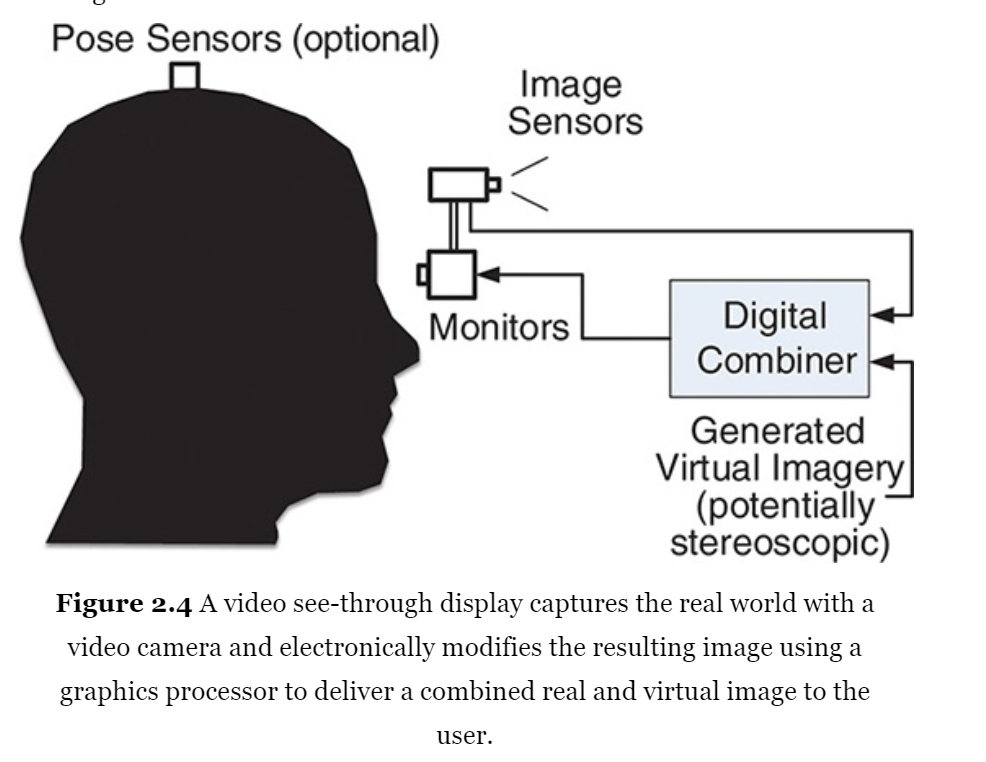 Pose Sensors (optional)
Image
Sensors
Monitors
Digital
Combiner
Generated
Virtual Imagery
(potentially
stereoscopic)
Figure 2.4 A video see-through display captures the real world with a
video camera and electronically modifies the resulting image using a
graphics processor to deliver a combined real and virtual image to the
user.